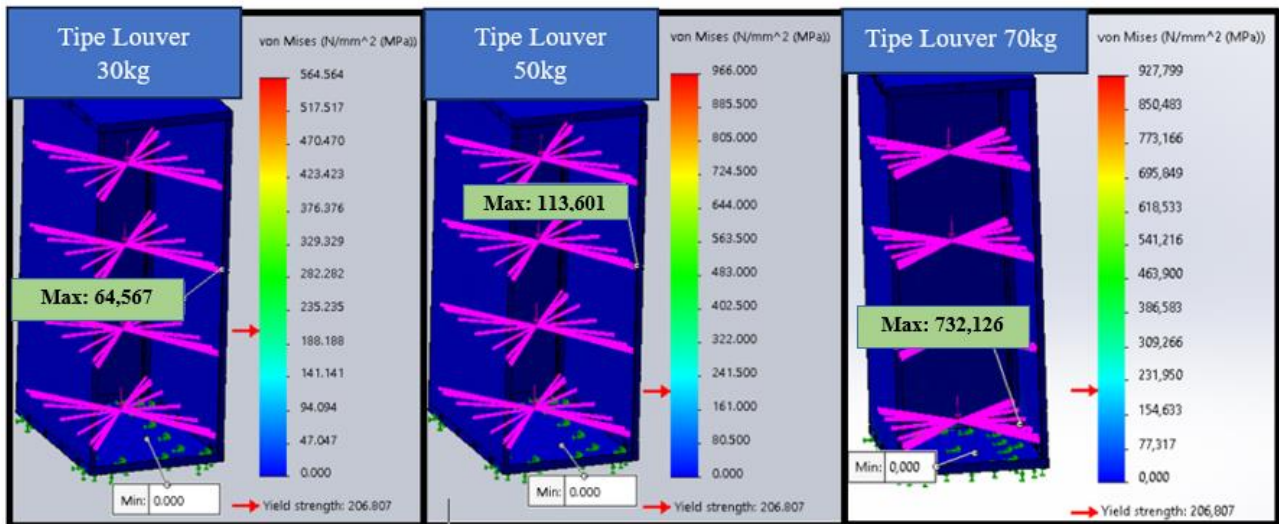 Tipe Louver
30kg
von Mises (N/mm^2 (MPa))
564.564
517.517
470.470
423.423
376.376
329.329
282.282
235.235
188.188
141.141
94.094
47.047
0.000
Max: 64,567
Min: 0.000
Yield strength: 206.807
Tipe Louver
50kg
von Mises (N/mm^2 (MPa))
966.000
885.500
805.000
724.500
644.000
563.500
483.000
402.500
322.000
241.500
161.000
80.500
0.000
Max: 113,601
Min: 0.000
Yield strength: 206.807
Tipe Louver 70kg
von Mises (N/mm^2 (MPa))
927,799
850,483
773,166
695,849
618,533
541,216
463,900
386,583
309,266
231,950
154,633
77,317
0,000
Max: 732,126
Min: 0,000
Yield strength: 206,807